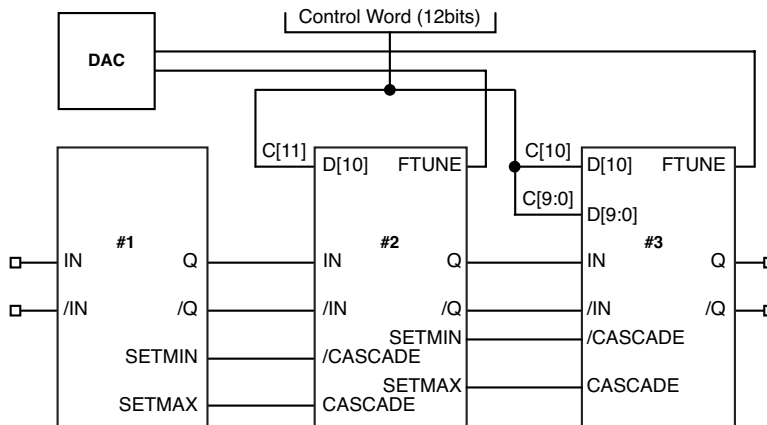 Control Word (12bits)
DAC
C[11]
D[10]
FTUNE
C[10]
D[10]
FTUNE
C[9:0]
D[9:0]
#1
#2
#3
IN
Q
IN
Q
IN
Q
/IN
/Q
/IN
/Q
/IN
/Q
SETMIN
/CASCADE
SETMIN
/CASCADE
SETMAX
CASCADE
SETMAX
CASCADE